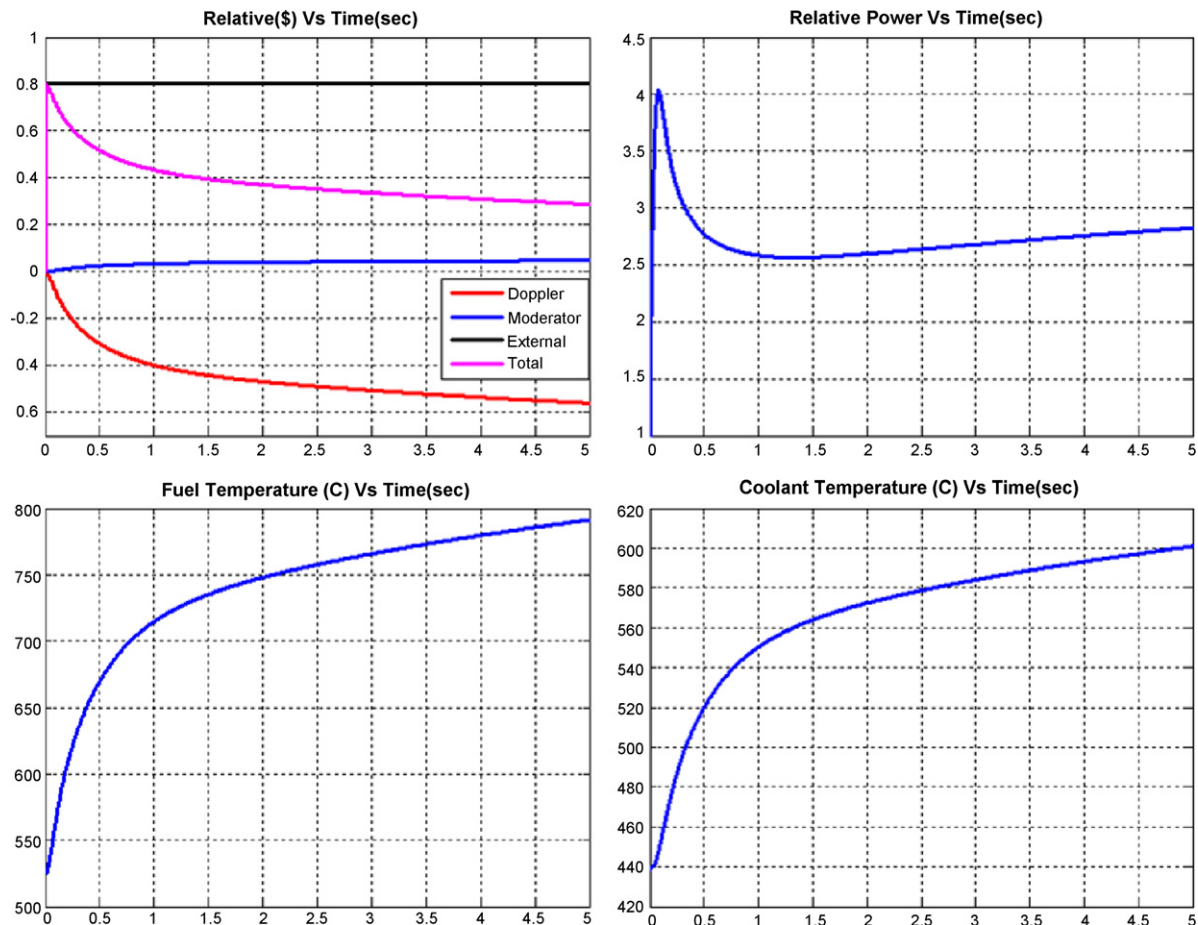 Relative($) Vs Time(sec)
1
0.8
0.6
0.4
0.2
0
-0.2
0.4
0.6
0 0.5 1 1.5 2 2.5 3 3.5 4 4.5 5
Doppler
Moderator
External
Total
Relative Power Vs Time(sec)
4.5
4
3.5
3
2.5
2
1.5
1
0 0.5 1 1.5 2 2.5 3 3.5 4 4.5 5
Fuel Temperature (C) Vs Time(sec)
800
750
700
650
600
550
500
0 0.5 1 1.5 2 2.5 3 3.5 4 4.5 5
Coolant Temperature (C) Vs Time(sec)
620
600
580
560
540
520
500
480
460
440
420
0 0.5 1 1.5 2 2.5 3 3.5 4 4.5 5